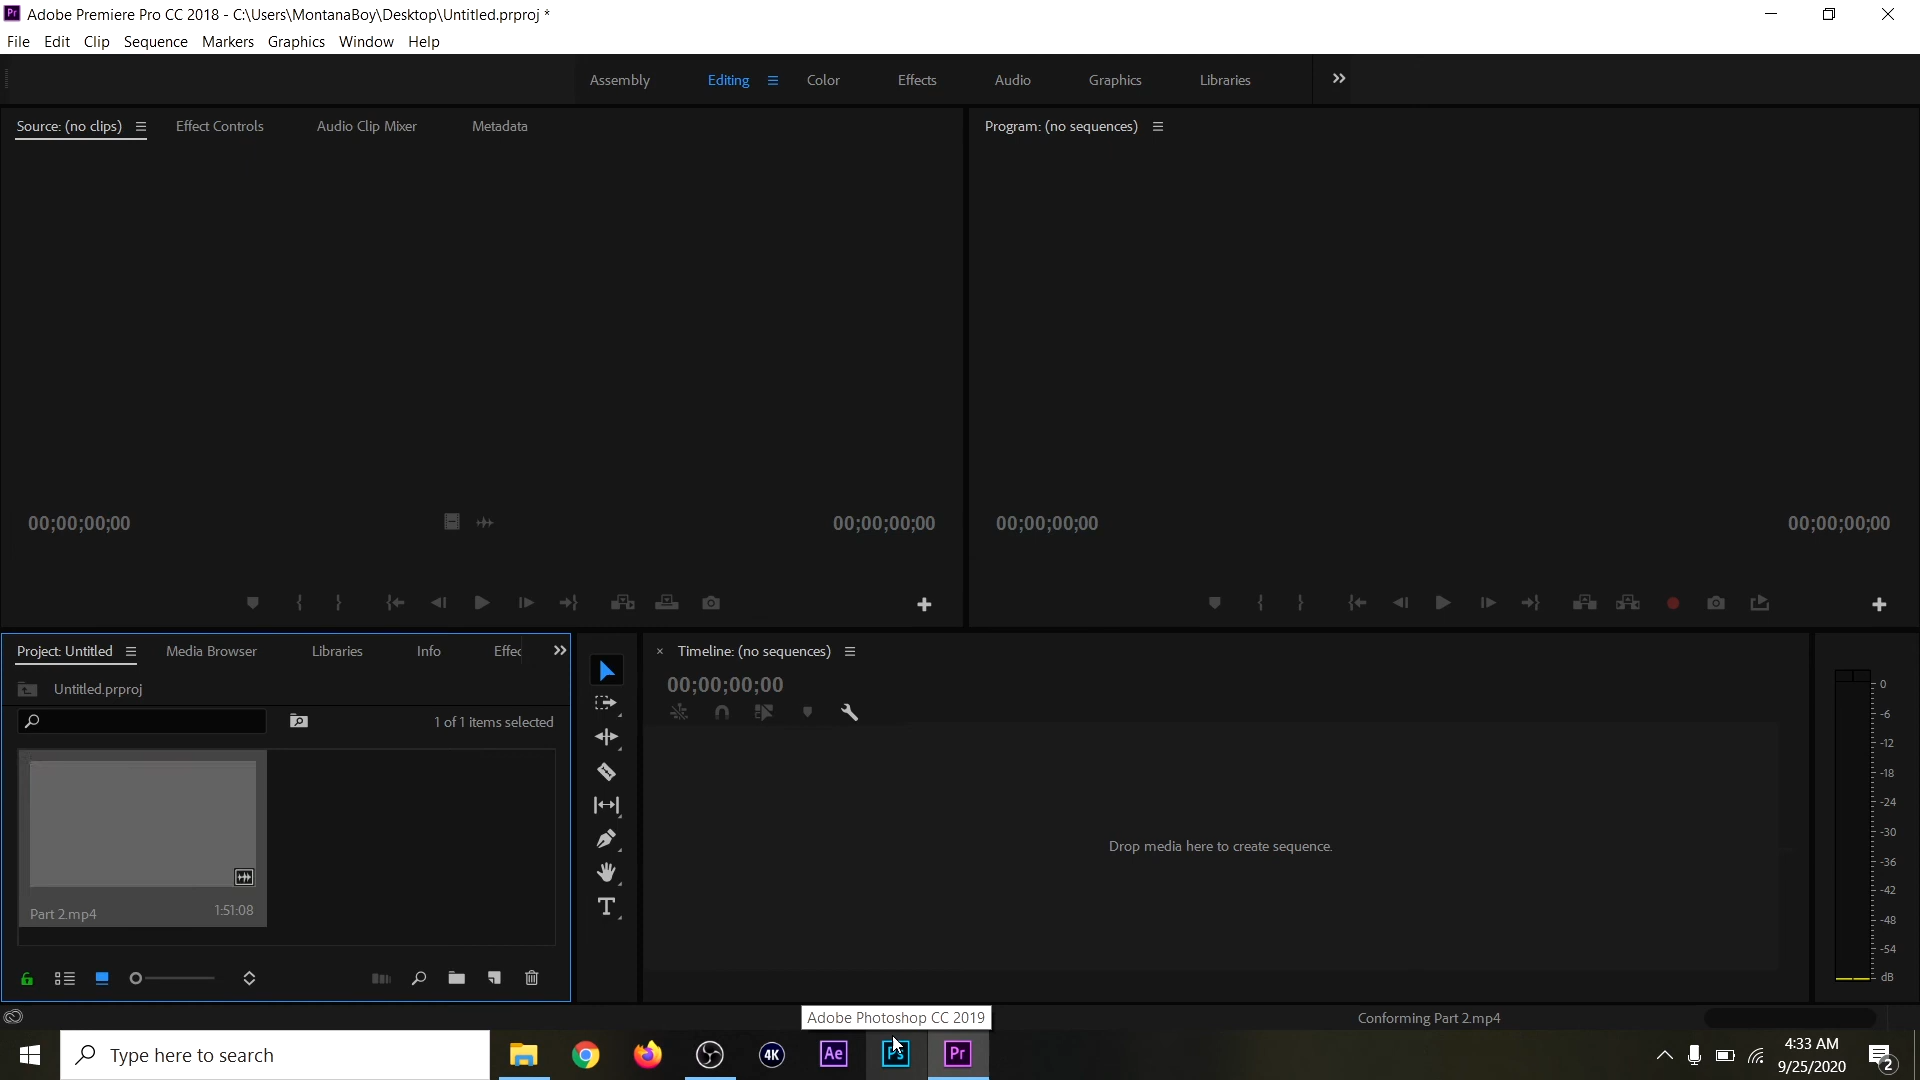 Pr Adobe Premiere Pro CC 2018 - C:\Users\MontanaBoy\Desktop\Untitled.prproj *
File Edit Clip Sequence Markers Graphics Window Help
Assembly Editing Color Effects Audio Graphics Libraries
Source: (no clips) Effect Controls Audio Clip Mixer Metadata
Program: (no sequences)
00;00;00;00 00;00;00;00
00;00;00;00 00;00;00;00
Project: Untitled Media Browser Libraries Info Effec
Untitled.prproj
1 of 1 items selected
Part 2.mp4 1:51:08
Timeline: (no sequences)
00;00;00;00
Drop media here to create sequence.
0
-6
-12
-18
-24
-30
-36
-42
-48
-54
dB
Adobe Photoshop CC 2019
Conforming Part 2.mp4
Type here to search
4K Ae Ps Pr
4:33 AM
9/25/2020
2